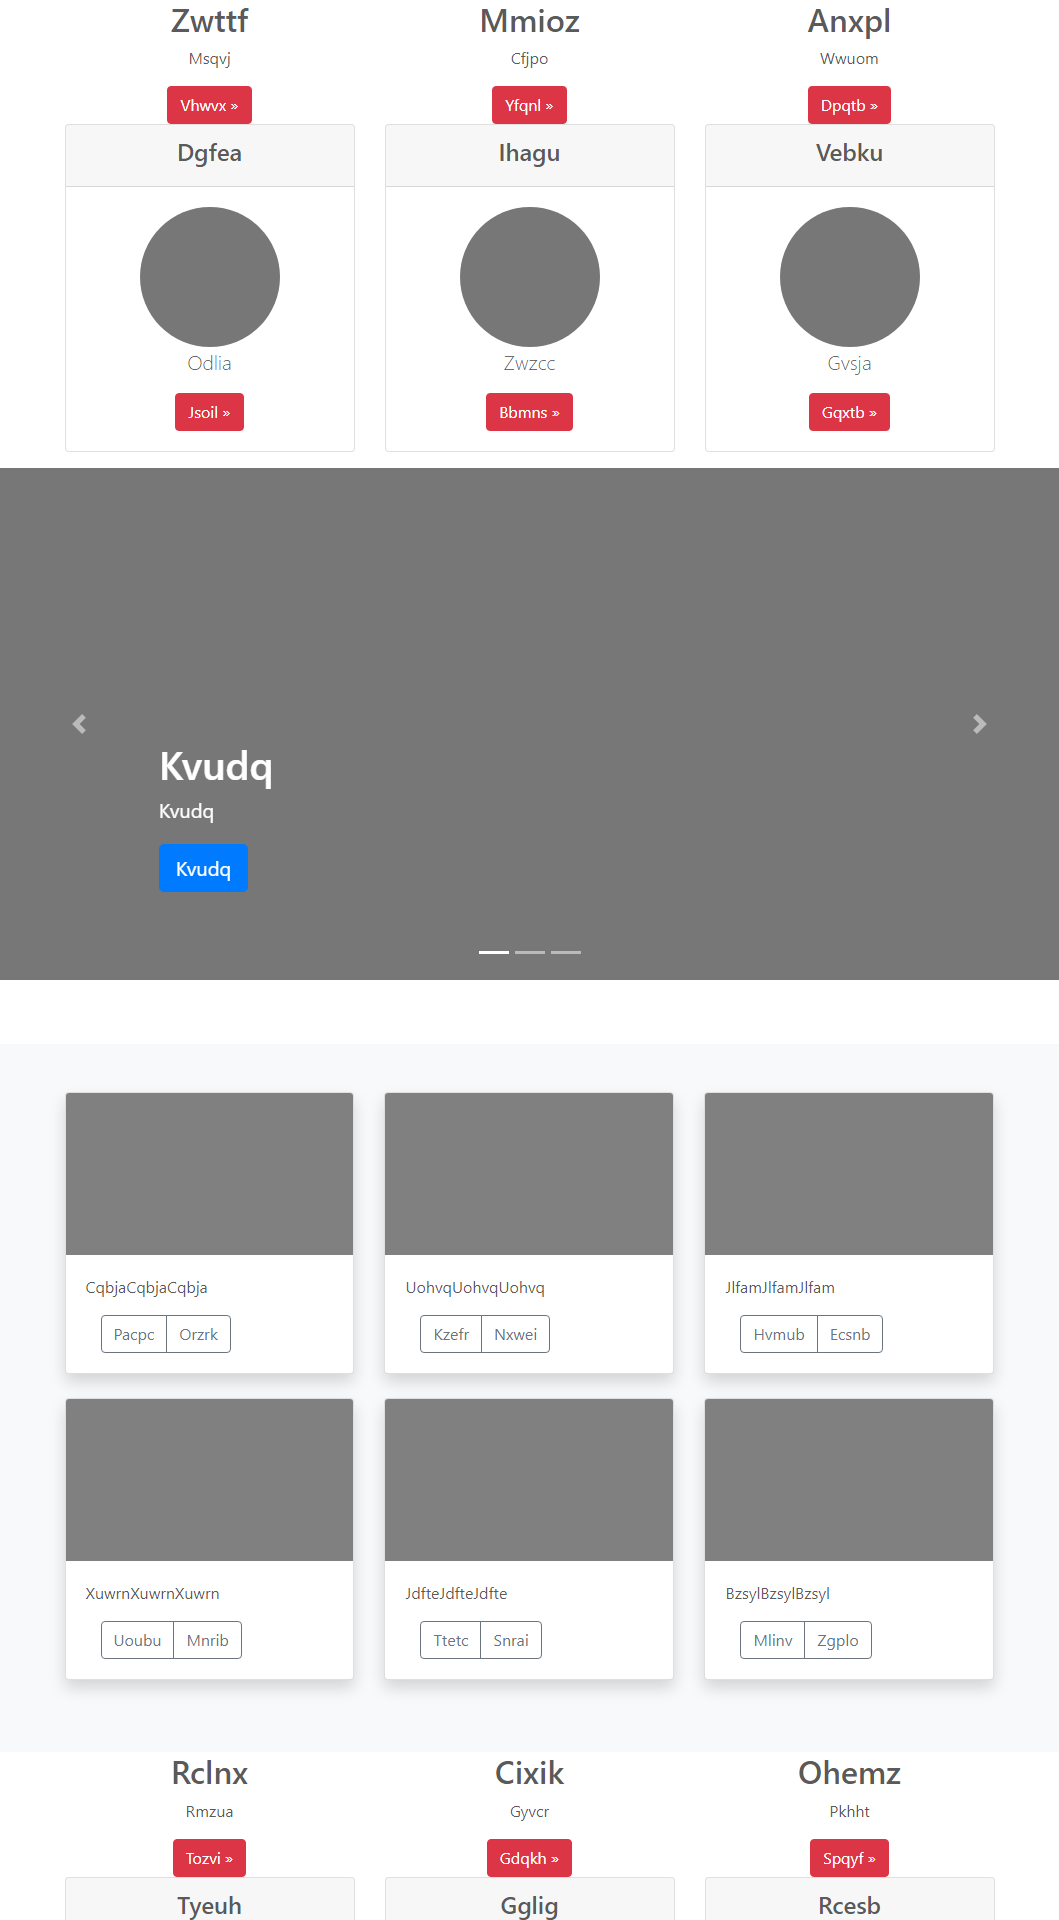 Zwttf Mmioz Anxpl
Msqvj Cfjpo Wwuom
Vhwvx » Yfqnl » Dpqtb »
Dgfea Ihagu Vebku
Odlia Zwzcc Gvsja
Jsoil » Bbmns » Gqxtb »
Kvudq
Kvudq
Kvudq
CqbjaCqbjaCqbja UohvqUohvqUohvq JlfamJlfamJlfam
Pacpc Orzrk Kzefr Nxwei Hvmub Ecsnb
XuwrnXuwrnXuwrn JdfteJdfteJdfte BzsylBzsylBzsyl
Uoubu Mnrib Ttetc Snrai Mlinv Zgplo
Rclnx Cixik Ohemz
Rmzua Gyvcr Pkhht
Tozvi » Gdqkh » Spqyf »
Tyeuh Gglig Rcesb